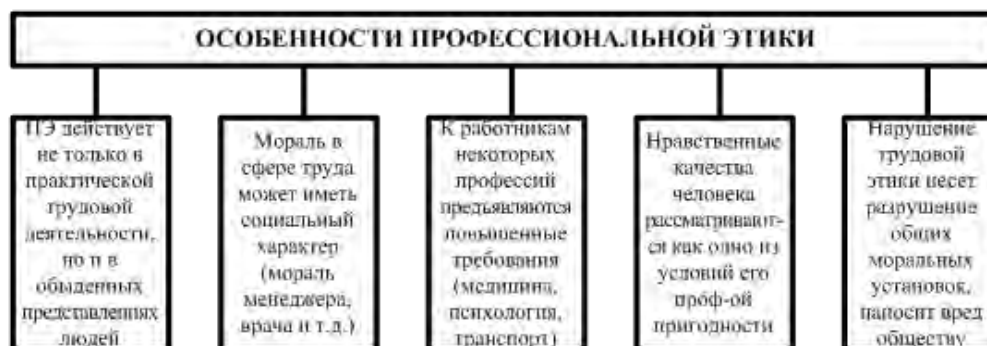 ОСОБЕННОСТИ ПРОФЕССИОНАЛЬНОЙ ЭТИКИ
ПЭ действует
не только в
практической
трудовой
деятельности,
но и в
обыденных
представлениях
людей
Мораль в
сфере труда
может иметь
социальный
характер
(мораль
менеджера,
врача и т.д.)
К работникам
некоторых
профессий
предъявляются
повышенные
требования
(медицина,
психология,
транспорт)
Нравственные
качества
человека
рассматривают-
ся как одно из
условий его
проф-ой
пригодности
Нарушение
трудовой
этики несет
разрушение
общих
моральных
установок,
наносит вред
обществу